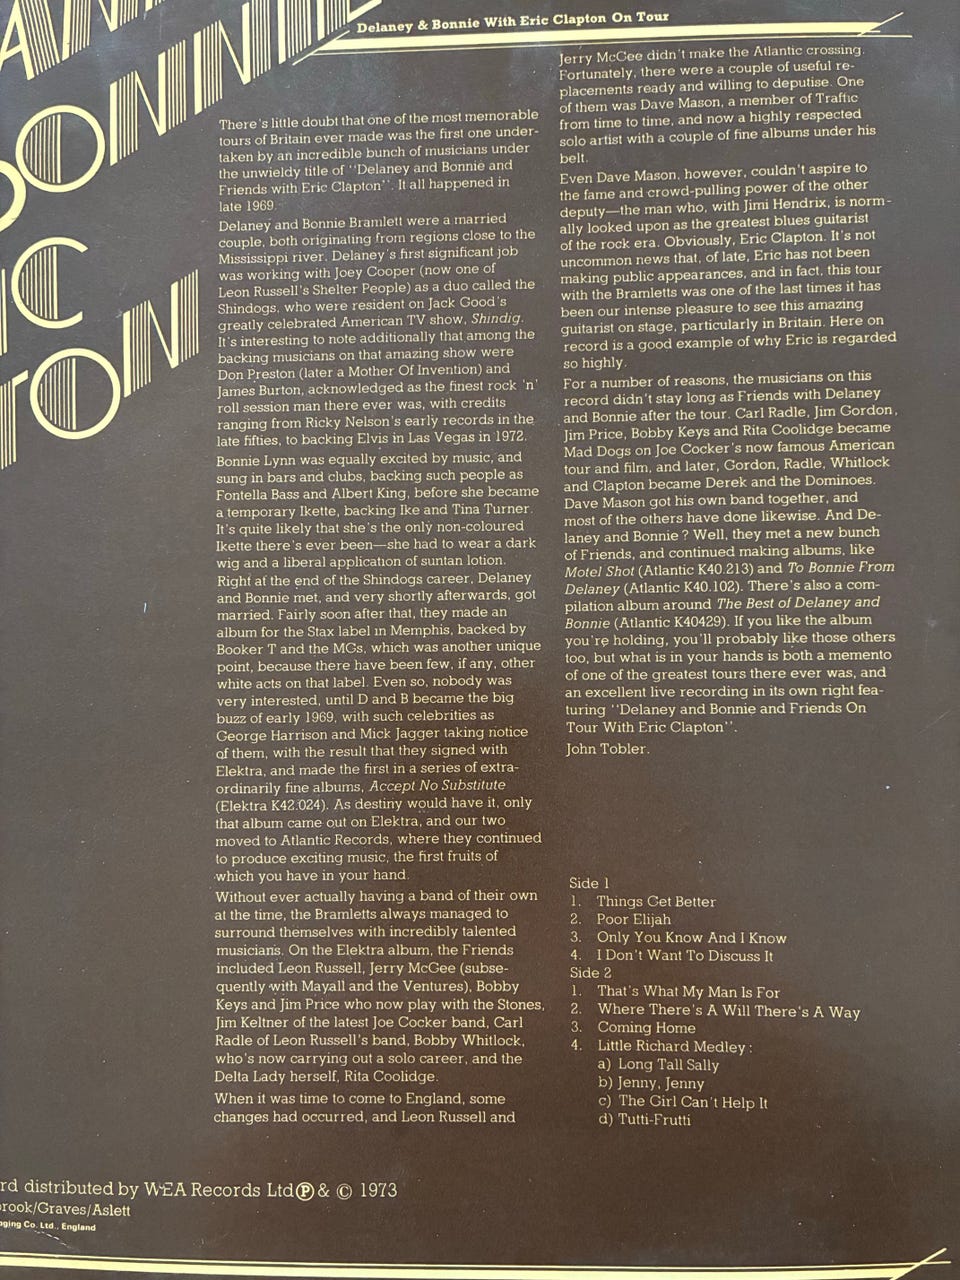 Delaney & Bonnie With Eric Clapton On Tour
There's little doubt that one of the most memorable
tours of Britain ever made was the first one under-
taken by an incredible bunch of musicians under
the unwieldy title of "Delaney and Bonnie and
Friends with Eric Clapton". It all happened in
late 1969.
Delaney and Bonnie Bramlett were a married
couple, both originating from regions close to the
Mississippi river. Delaney's first significant job
was working with Joey Cooper (now one of
Leon Russell's Shelter People) as a duo called the
Shindogs, who were resident on Jack Good's
greatly celebrated American TV show, Shindig.
It's interesting to note additionally that among the
backing musicians on that amazing show were
Don Preston (later a Mother Of Invention) and
James Burton, acknowledged as the finest rock 'n'
roll session man there ever was, with credits
ranging from Ricky Nelson's early records in the
late fifties, to backing Elvis in Las Vegas in 1972.
Bonnie Lynn was equally excited by music, and
sung in bars and clubs, backing such people as
Fontella Bass and Albert King, before she became
a temporary Ikette, backing Ike and Tina Turner.
It's quite likely that she's the only non-coloured
Ikette there's ever been—she had to wear a dark
wig and a liberal application of suntan lotion.
Right at the end of the Shindogs career, Delaney
and Bonnie met, and very shortly afterwards, got
married. Fairly soon after that, they made an
album for the Stax label in Memphis, backed by
Booker T and the MGs, which was another unique
point, because there have been few, if any, other
white acts on that label. Even so, nobody was
very interested, until D and B became the big
buzz of early 1969, with such celebrities as
George Harrison and Mick Jagger taking notice
of them, with the result that they signed with
Elektra, and made the first in a series of extra-
ordinarily fine albums, Accept No Substitute
(Elektra K42.024). As destiny would have it, only
that album came out on Elektra, and our two
moved to Atlantic Records, where they continued
to produce exciting music, the first fruits of
which you have in your hand.
Without ever actually having a band of their own
at the time, the Bramletts always managed to
surround themselves with incredibly talented
musicians. On the Elektra album, the Friends
included Leon Russell, Jerry McGee (subse-
quently with Mayall and the Ventures), Bobby
Keys and Jim Price who now play with the Stones,
Jim Keltner of the latest Joe Cocker band, Carl
Radle of Leon Russell's band, Bobby Whitlock,
who's now carrying out a solo career, and the
Delta Lady herself, Rita Coolidge.
When it was time to come to England, some
changes had occurred, and Leon Russell and
Jerry McGee didn't make the Atlantic crossing.
Fortunately, there were a couple of useful re-
placements ready and willing to deputise. One
of them was Dave Mason, a member of Traffic
from time to time, and now a highly respected
solo artist with a couple of fine albums under his
belt.
Even Dave Mason, however, couldn't aspire to
the fame and crowd-pulling power of the other
deputy—the man who, with Jimi Hendrix, is norm-
ally looked upon as the greatest blues guitarist
of the rock era. Obviously, Eric Clapton. It's not
uncommon news that, of late, Eric has not been
making public appearances, and in fact, this tour
with the Bramletts was one of the last times it has
been our intense pleasure to see this amazing
guitarist on stage, particularly in Britain. Here on
record is a good example of why Eric is regarded
so highly.
For a number of reasons, the musicians on this
record didn't stay long as Friends with Delaney
and Bonnie after the tour. Carl Radle, Jim Gordon,
Jim Price, Bobby Keys and Rita Coolidge became
Mad Dogs on Joe Cocker's now famous American
tour and film, and later, Gordon, Radle, Whitlock
and Clapton became Derek and the Dominoes.
Dave Mason got his own band together, and
most of the others have done likewise. And De-
laney and Bonnie? Well, they met a new bunch
of Friends, and continued making albums, like
Motel Shot (Atlantic K40.213) and To Bonnie From
Delaney (Atlantic K40.102). There's also a com-
pilation album around The Best of Delaney and
Bonnie (Atlantic K40429). If you like the album
you're holding, you'll probably like those others
too, but what is in your hands is both a memento
of one of the greatest tours there ever was, and
an excellent live recording in its own right fea-
turing "Delaney and Bonnie and Friends On
Tour With Eric Clapton".
John Tobler.
Side 1
1. Things Get Better
2. Poor Elijah
3. Only You Know And I Know
4. I Don't Want To Discuss It
Side 2
1. That's What My Man Is For
2. Where There's A Will There's A Way
3. Coming Home
4. Little Richard Medley:
a) Long Tall Sally
b) Jenny, Jenny
c) The Girl Can't Help It
d) Tutti-Frutti
rd distributed by WEA Records Ltd ℗ & © 1973
rook/Graves/Aslett
ging Co. Ltd., England